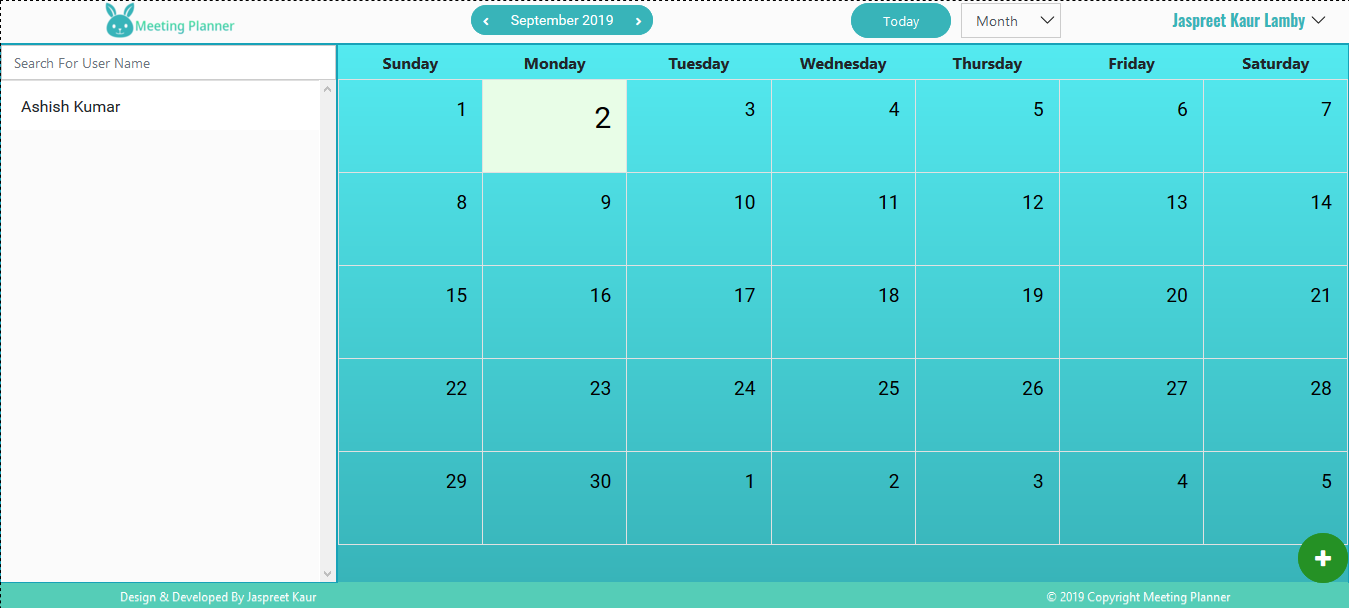 Meeting Planner
September 2019
Today
Month
Jaspreet Kaur Lamby
Search For User Name
Ashish Kumar
Sunday Monday Tuesday Wednesday Thursday Friday Saturday
1 2 3 4 5 6 7
8 9 10 11 12 13 14
15 16 17 18 19 20 21
22 23 24 25 26 27 28
29 30 1 2 3 4 5
+
Design & Developed By Jaspreet Kaur
© 2019 Copyright Meeting Planner